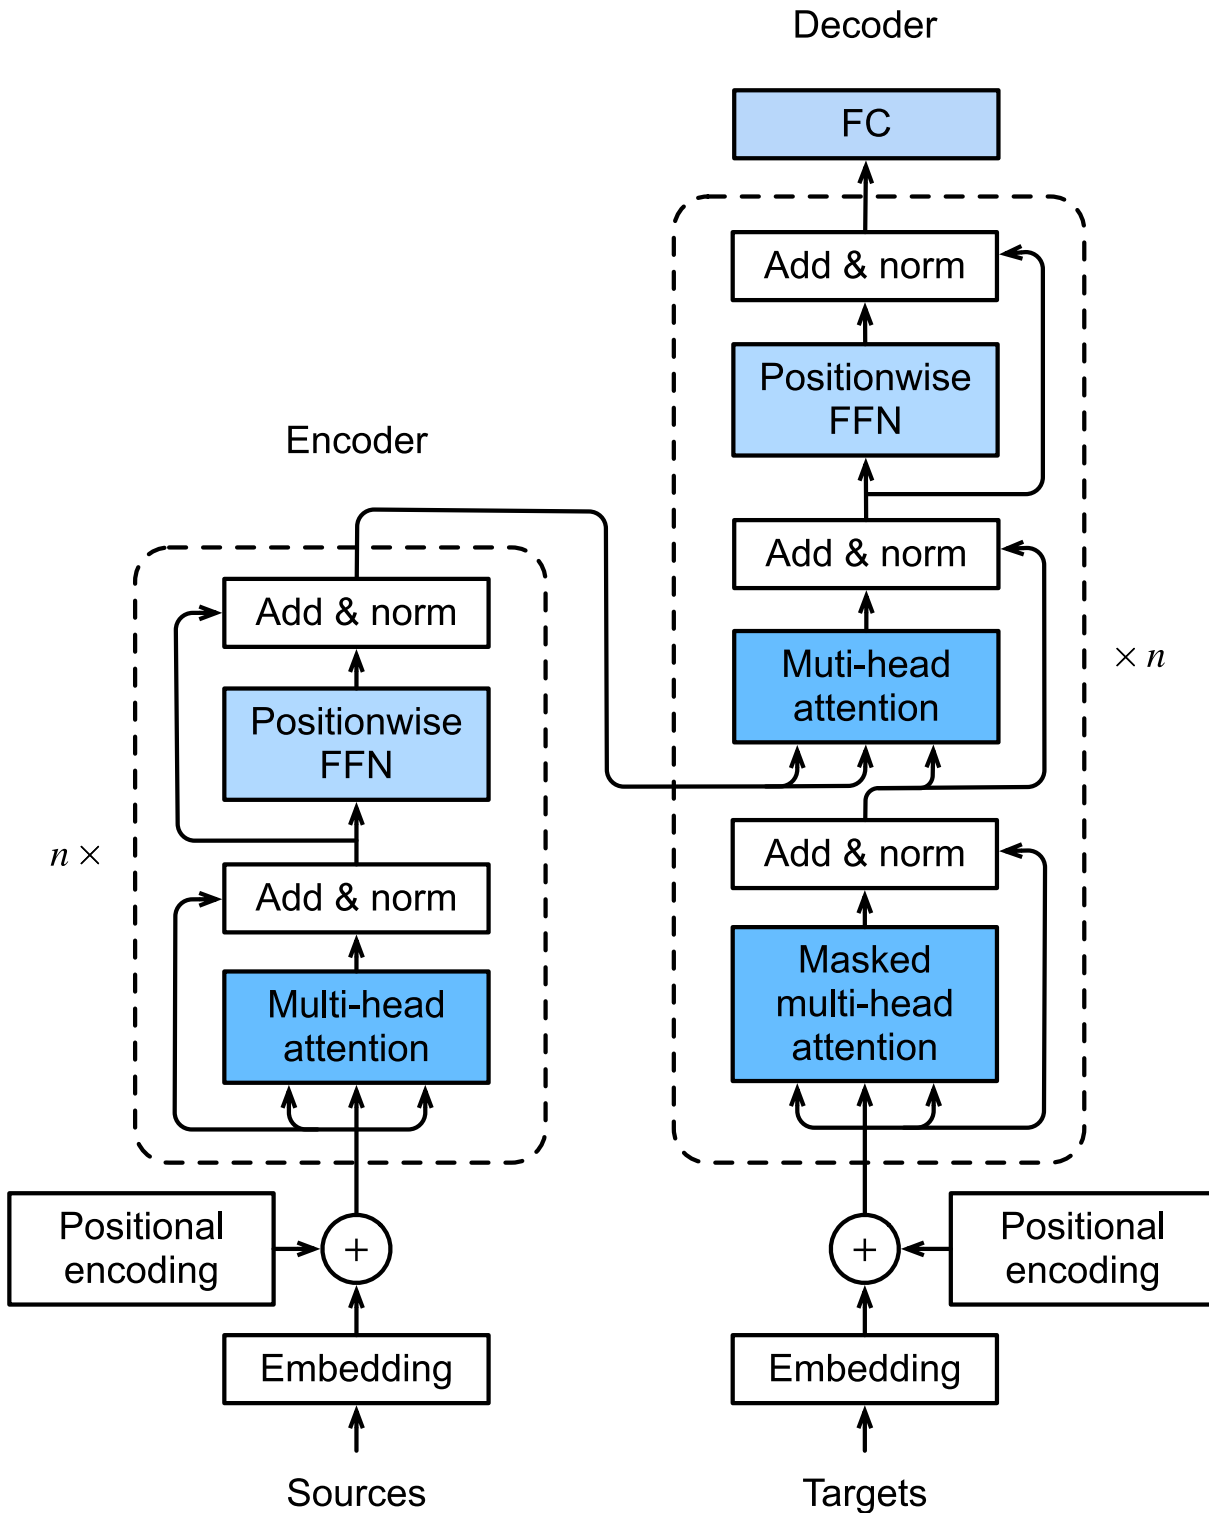 Decoder
FC
Add & norm
Positionwise
FFN
Add & norm
Muti-head
attention
× n
Add & norm
Masked
multi-head
attention
Positional
encoding
+
Embedding
Targets
Encoder
Add & norm
Positionwise
FFN
n ×
Add & norm
Multi-head
attention
Positional
encoding
+
Embedding
Sources